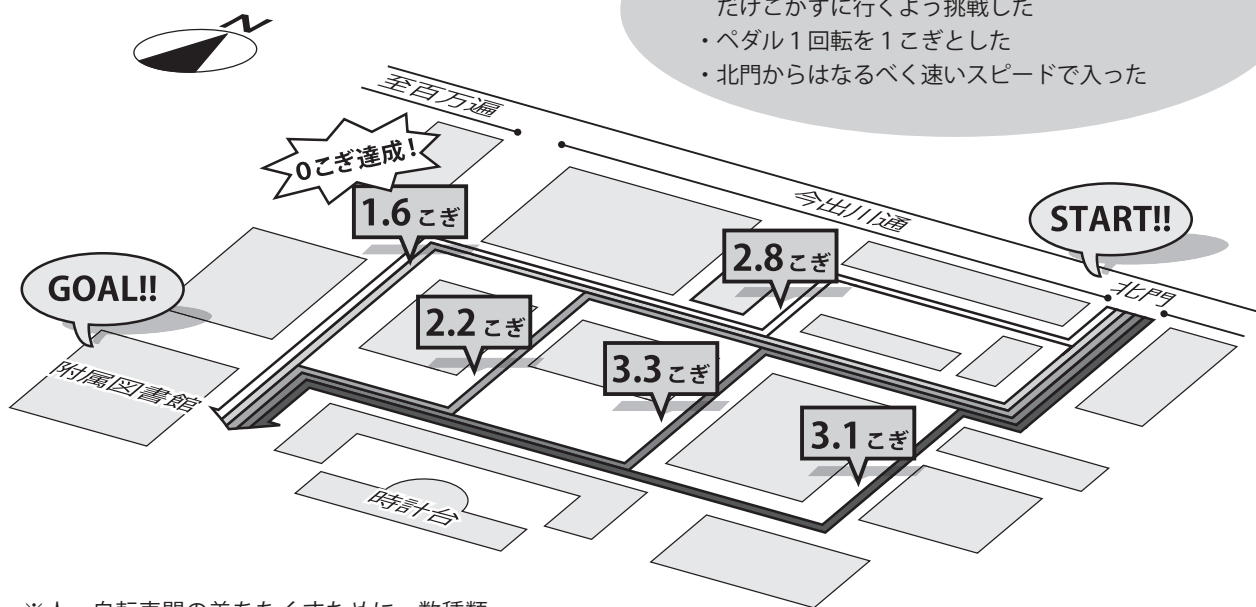 だけこがずに行くよう挑戦した
・ペダル１回転を１こぎとした
・北門からはなるべく速いスピードで入った
N
至百万遍
0こぎ達成！
1.6 こぎ
今出川通
START!!
2.8 こぎ
GOAL!!
北門
2.2 こぎ
3.3 こぎ
附属図書館
3.1 こぎ
時計台
※人、自転車間の差をなくすために、数種類